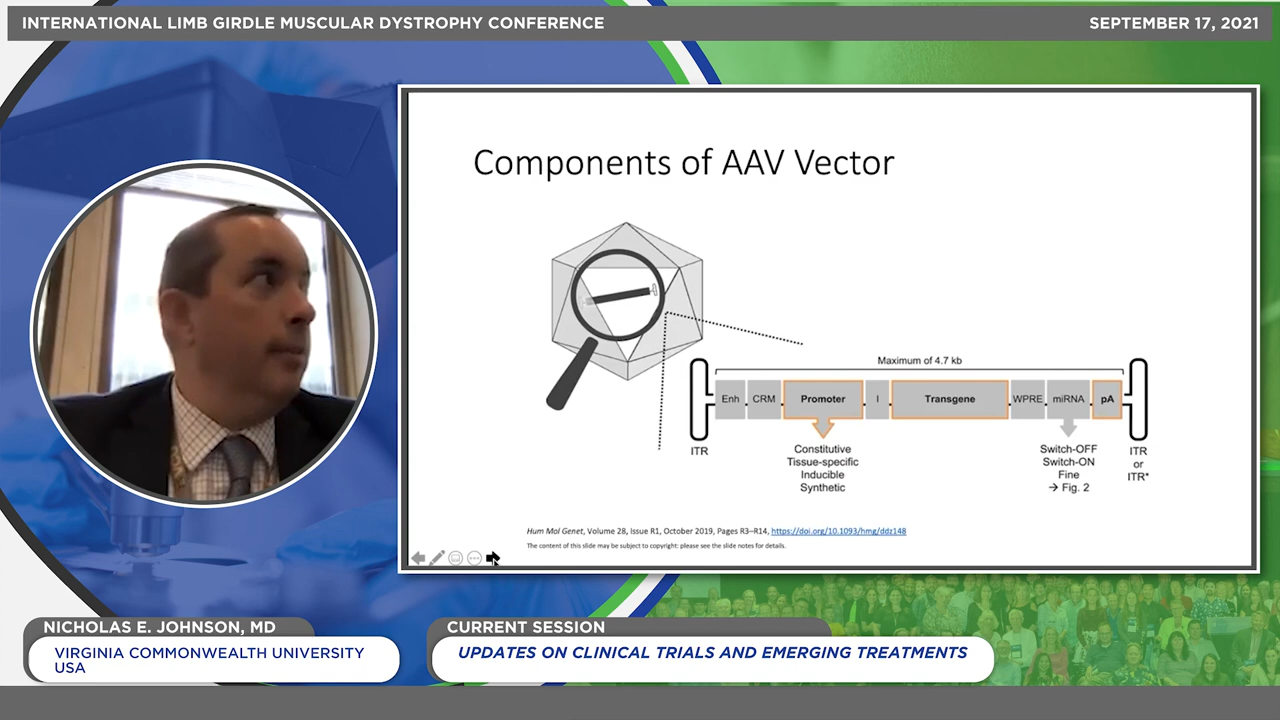 INTERNATIONAL LIMB GIRDLE MUSCULAR DYSTROPHY CONFERENCE
SEPTEMBER 17, 2021
Components of AAV Vector
Maximum of 4.7 kb
Enh
CRM
Promoter
I
Transgene
WPRE
miRNA
pA
ITR
Constitutive
Tissue-specific
Inducible
Synthetic
Switch-OFF
Switch-ON
Fine
→ Fig. 2
ITR
or
ITR*
Hum Mol Genet, Volume 28, Issue R1, October 2019, Pages R3–R14, https://doi.org/10.1093/hmg/ddz148
The content of this slide may be subject to copyright: please see the slide notes for details.
NICHOLAS E. JOHNSON, MD
VIRGINIA COMMONWEALTH UNIVERSITY
USA
CURRENT SESSION
UPDATES ON CLINICAL TRIALS AND EMERGING TREATMENTS